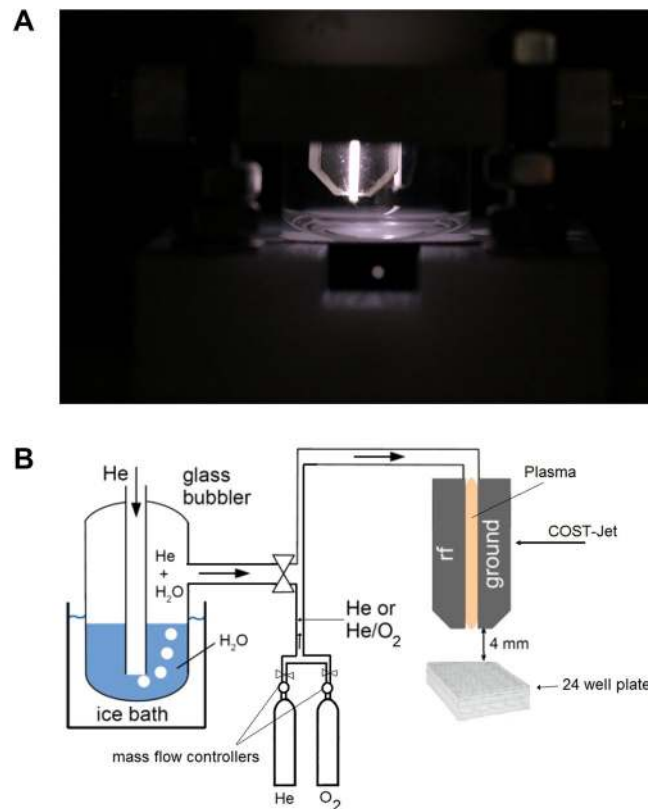 A
B
He
glass
bubbler
He
+
H₂O
H₂O
ice bath
He or
He/O₂
mass flow controllers
He
O₂
Plasma
rf
ground
COST-Jet
4 mm
24 well plate